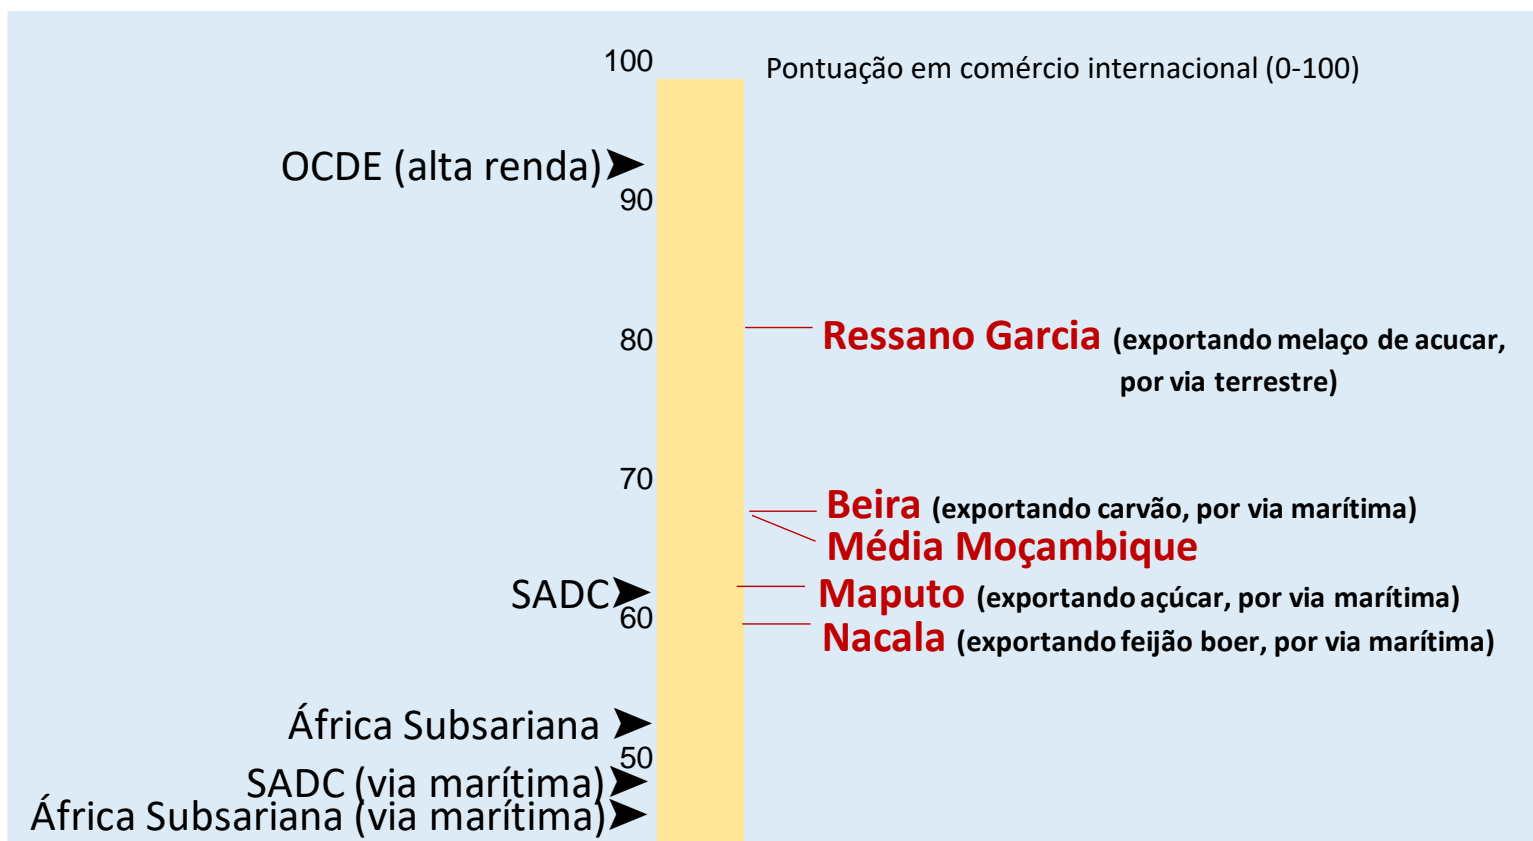 100
Pontuação em comércio internacional (0-100)
OCDE (alta renda)
90
80
Ressano Garcia (exportando melaço de acucar,
por via terrestre)
70
Beira (exportando carvão, por via marítima)
Média Moçambique
SADC
Maputo (exportando açúcar, por via marítima)
60
Nacala (exportando feijão boer, por via marítima)
África Subsariana
50
SADC (via marítima)
África Subsariana (via marítima)